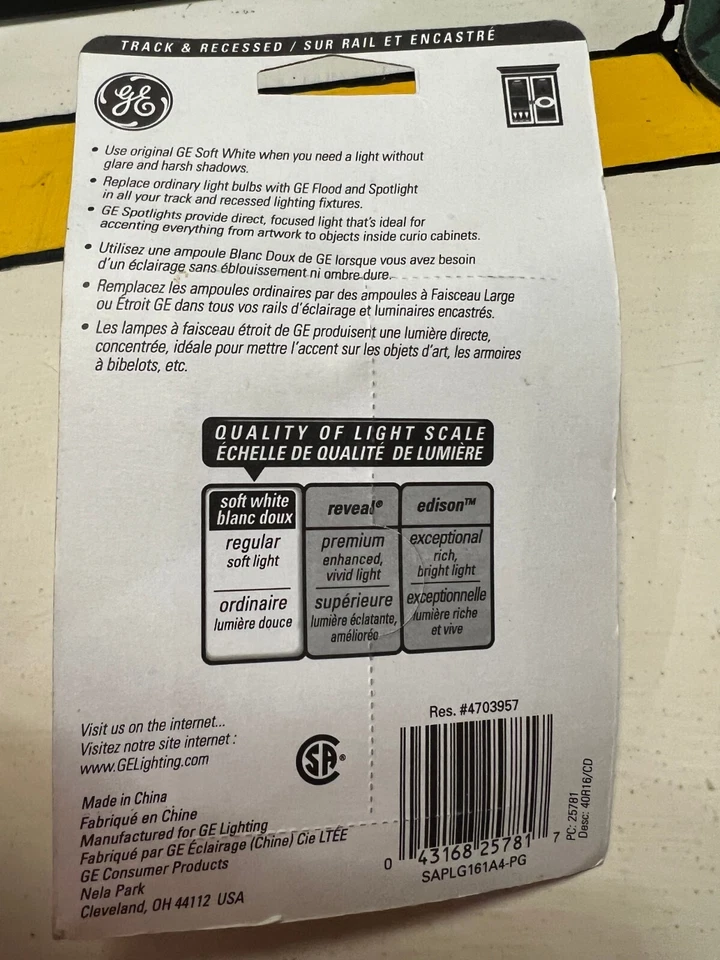 TRACK & RECESSED / SUR RAIL ET ENCASTRÉ
GE
• Use original GE Soft White when you need a light without
glare and harsh shadows.
• Replace ordinary light bulbs with GE Flood and Spotlight
in all your track and recessed lighting fixtures.
• GE Spotlights provide direct, focused light that's ideal for
accenting everything from artwork to objects inside curio cabinets.
• Utilisez une ampoule Blanc Doux de GE lorsque vous avez besoin
d'un éclairage sans éblouissement ni ombre dure.
• Remplacez les ampoules ordinaires par des ampoules à Faisceau Large
ou Étroit GE dans tous vos rails d'éclairage et luminaires encastrés.
• Les lampes à faisceau étroit de GE produisent une lumière directe,
concentrée, idéale pour mettre l'accent sur les objets d'art, les armoires
à bibelots, etc.
QUALITY OF LIGHT SCALE
ÉCHELLE DE QUALITÉ DE LUMIÈRE
soft white
blanc doux
regular
soft light
ordinaire
lumière douce
reveal®
premium
enhanced,
vivid light
supérieure
lumière éclatante,
améliorée
edison™
exceptional
rich,
bright light
exceptionnelle
lumière riche
et vive
Visit us on the internet...
Visitez notre site internet :
www.GELighting.com
SA®
Made in China
Fabriqué en Chine
Manufactured for GE Lighting
Fabriqué par GE Éclairage (Chine) Cie LTÉE
GE Consumer Products
Nela Park
Cleveland, OH 44112 USA
Res. #4703957
0 43168 25781 7
SAPLG161A4-PG
PC: 25781
Desc: 40R16/CD